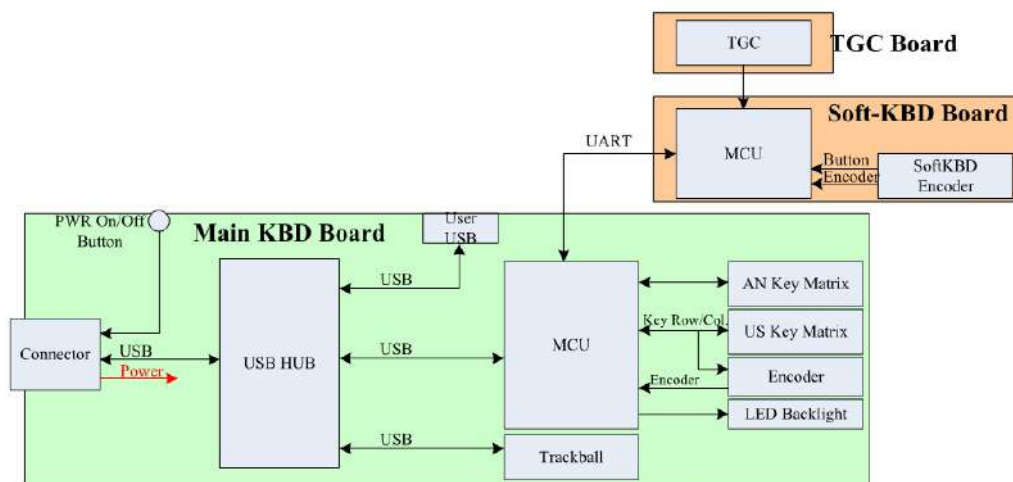 TGC
TGC Board
Soft-KBD Board
MCU
Button
Encoder
SoftKBD
Encoder
UART
PWR On/Off
Button
Main KBD Board
User
USB
USB
AN Key Matrix
Key Row/Col.
US Key Matrix
Connector
USB
Power
USB HUB
USB
MCU
Encoder
Encoder
LED Backlight
USB
Trackball